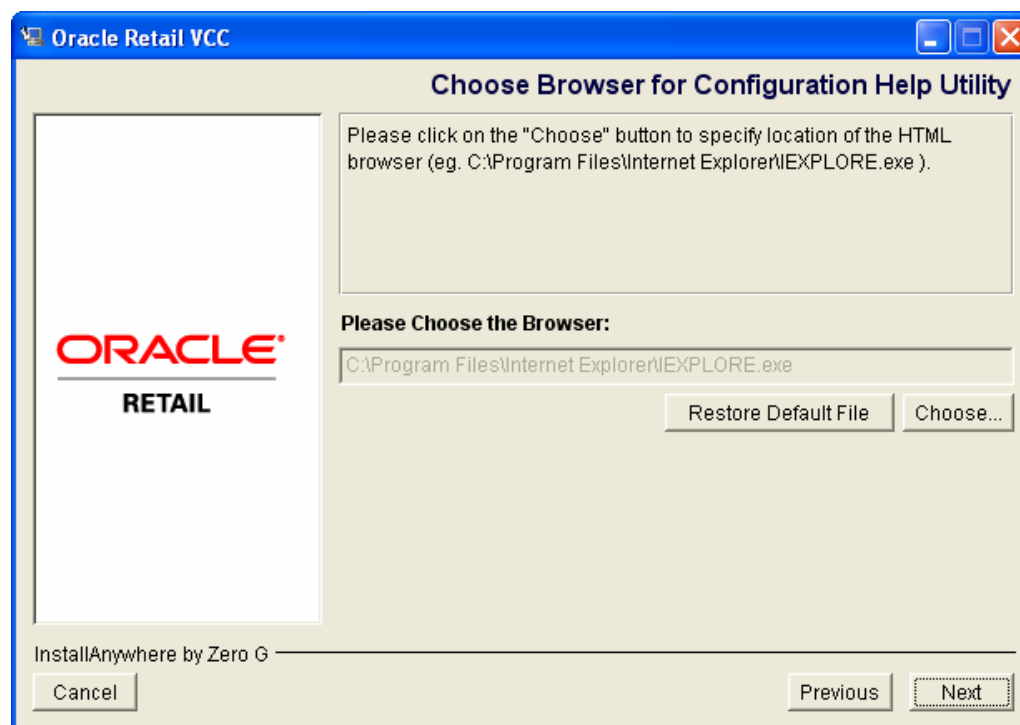 Oracle Retail VCC
Choose Browser for Configuration Help Utility
Please click on the "Choose" button to specify location of the HTML
browser (eg. C:\Program Files\Internet Explorer\IEXPLORE.exe ).
ORACLE
RETAIL
Please Choose the Browser:
C:\Program Files\Internet Explorer\IEXPLORE.exe
Restore Default File
Choose...
InstallAnywhere by Zero G
Cancel
Previous
Next